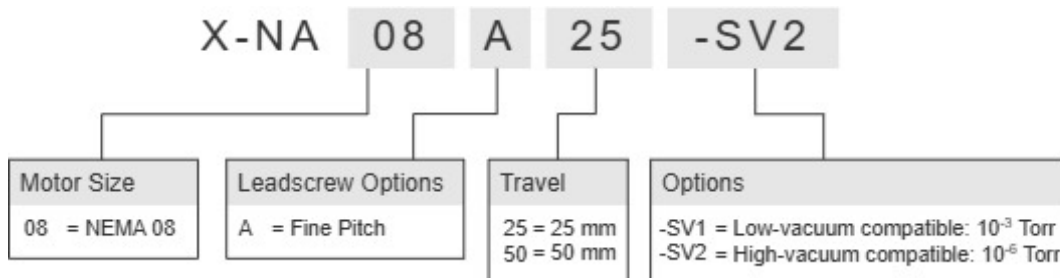 X-NA 08 A 25 -SV2
Motor Size
08 = NEMA 08
Leadscrew Options
A = Fine Pitch
Travel
25 = 25 mm
50 = 50 mm
Options
-SV1 = Low-vacuum compatible: 10⁻³ Torr
-SV2 = High-vacuum compatible: 10⁻⁶ Torr